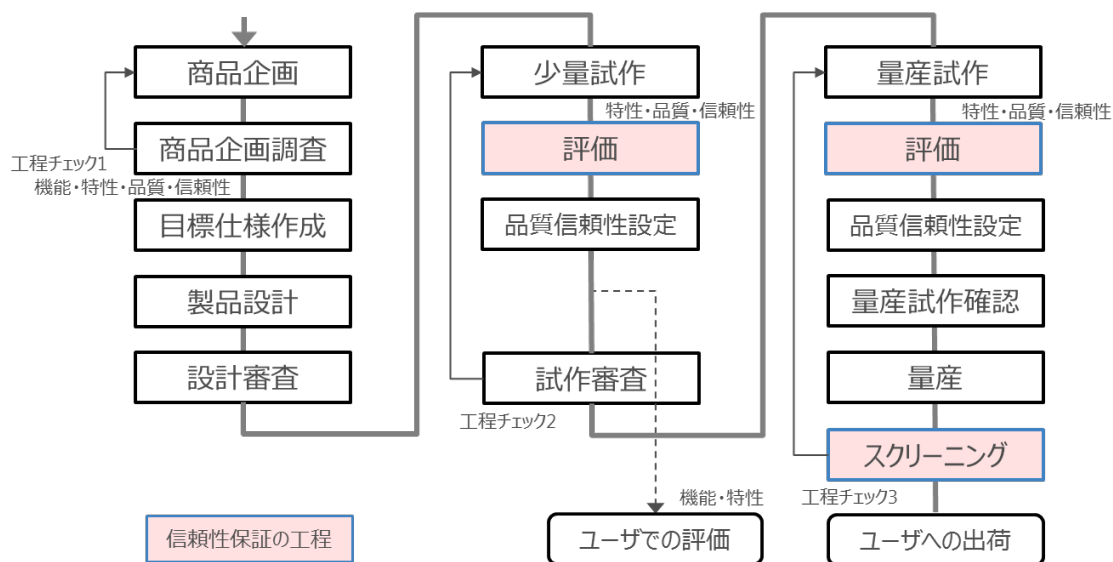 商品企画
商品企画調査
工程チェック1
機能・特性・品質・信頼性
目標仕様作成
製品設計
設計審査
少量試作
特性・品質・信頼性
評価
品質信頼性設定
試作審査
工程チェック2
機能・特性
ユーザでの評価
量産試作
特性・品質・信頼性
評価
品質信頼性設定
量産試作確認
量産
スクリーニング
工程チェック3
ユーザへの出荷
信頼性保証の工程